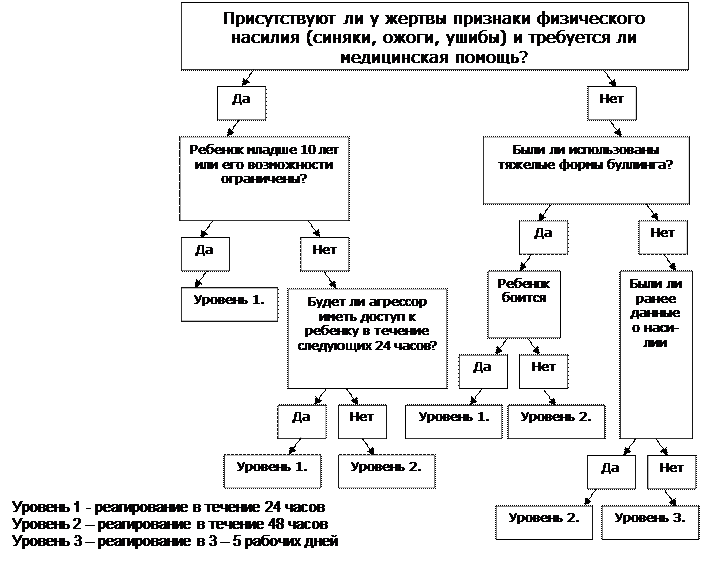 Присутствуют ли у жертвы признаки физического
насилия (синяки, ожоги, ушибы) и требуется ли
медицинская помощь?
Да
Нет
Ребенок младше 10 лет
или его возможности
ограничены?
Были ли использованы
тяжелые формы буллинга?
Да
Нет
Да
Нет
Уровень 1.
Будет ли агрессор
иметь доступ к
ребенку в течение
следующих 24 часов?
Ребенок
боится
Были ли
ранее
данные
о наси-
лии
Да
Нет
Да
Нет
Уровень 1.
Уровень 2.
Уровень 1.
Уровень 2.
Да
Нет
Уровень 2.
Уровень 3.
Уровень 1 - реагирование в течение 24 часов
Уровень 2 – реагирование в течение 48 часов
Уровень 3 – реагирование в 3 – 5 рабочих дней